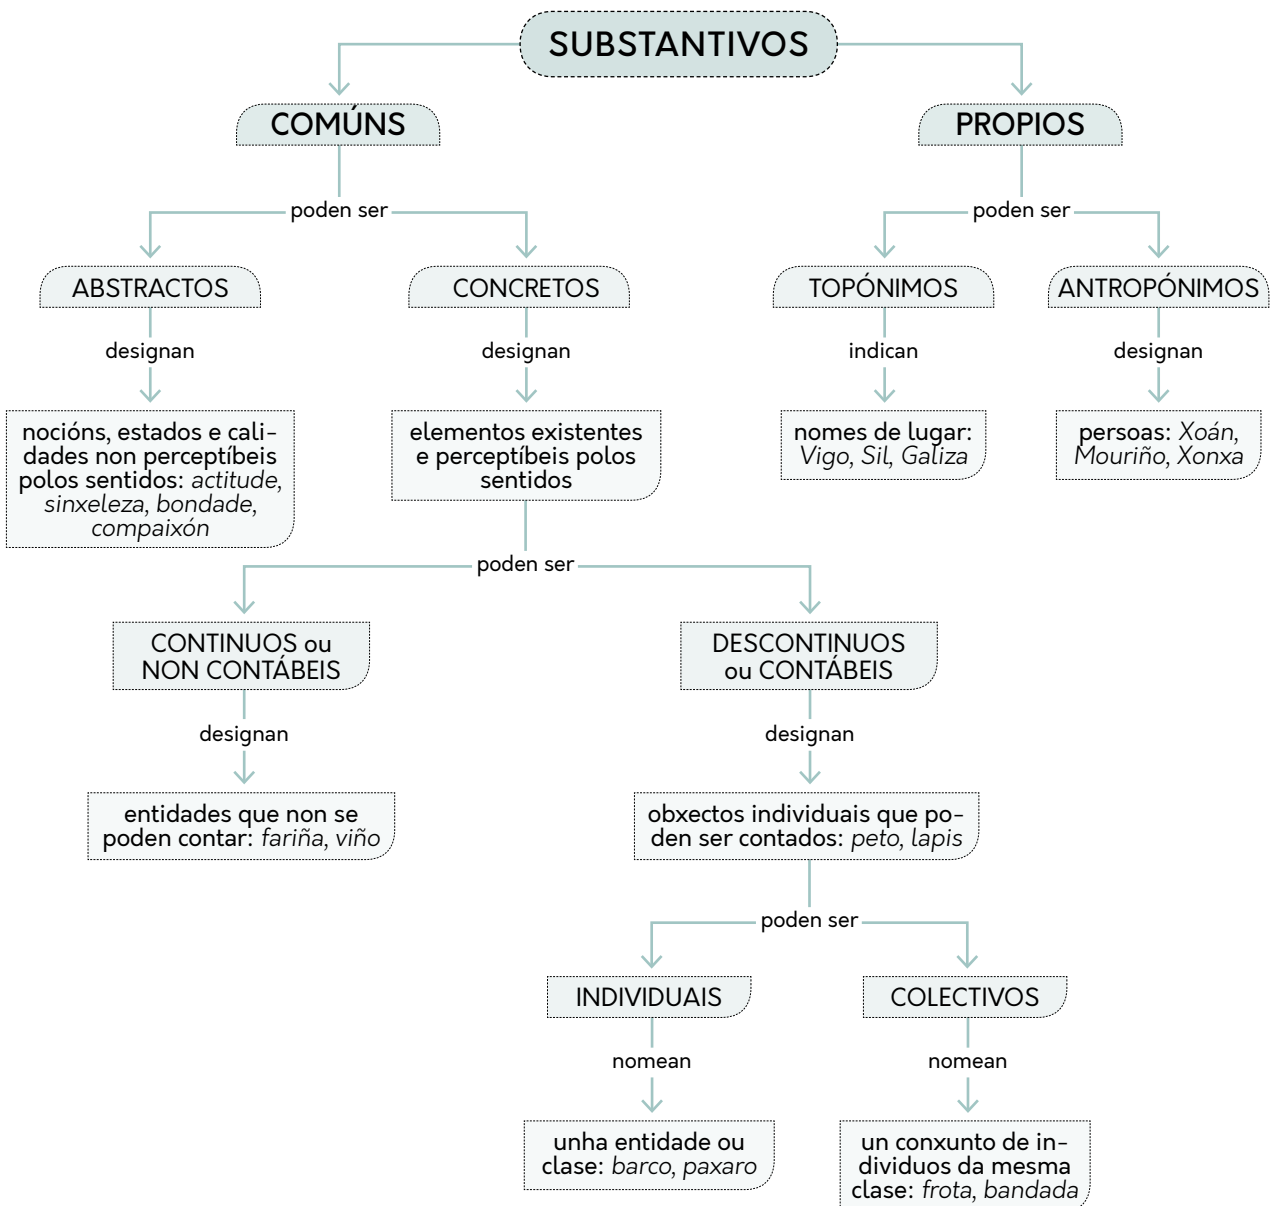 SUBSTANTIVOS
COMÚNS
PROPIOS
poden ser
poden ser
ABSTRACTOS
CONCRETOS
TOPÓNIMOS
ANTROPÓNIMOS
designan
designan
indican
designan
nocións, estados e cali-
dades non perceptíbeis
polos sentidos: actitude,
sinxeleza, bondade,
compaixón
elementos existentes
e perceptíbeis polos
sentidos
nomes de lugar:
Vigo, Sil, Galiza
persoas: Xoán,
Mouriño, Xonxa
poden ser
CONTINUOS ou
NON CONTÁBEIS
DESCONTINUOS
ou CONTÁBEIS
designan
designan
entidades que non se
poden contar: fariña, viño
obxectos individuais que po-
den ser contados: peto, lapis
poden ser
INDIVIDUAIS
COLECTIVOS
nomean
nomean
unha entidade ou
clase: barco, paxaro
un conxunto de in-
dividuos da mesma
clase: frota, bandada